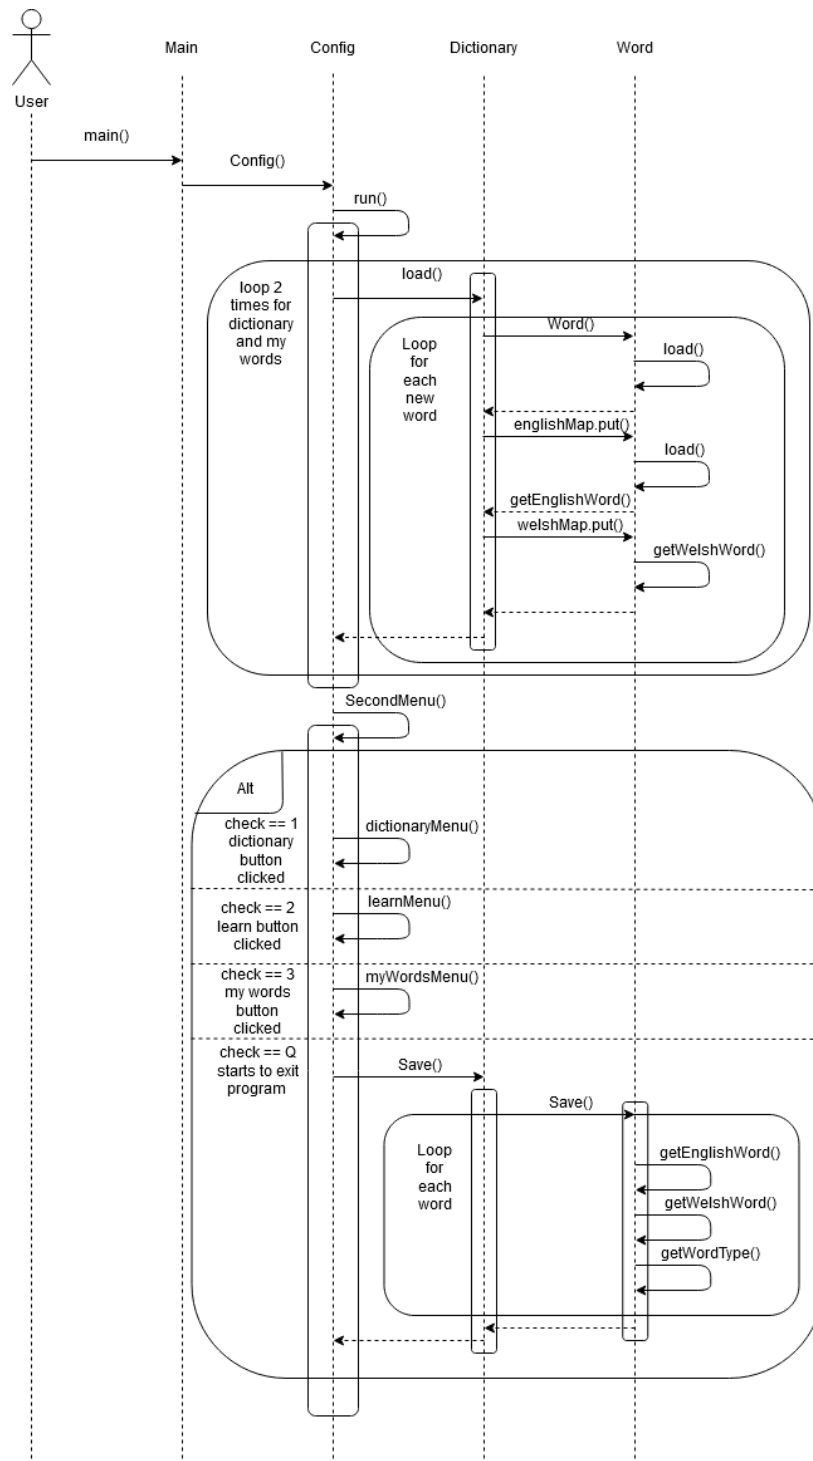 User
Main
Config
Dictionary
Word
main()
Config()
run()
loop 2
times for
dictionary
and my
words
load()
Loop
for
each
new
word
Word()
load()
englishMap.put()
load()
getEnglishWord()
welshMap.put()
getWelshWord()
SecondMenu()
Alt
check == 1
dictionary
button
clicked
dictionaryMenu()
check == 2
learn button
clicked
learnMenu()
check == 3
my words
button
clicked
myWordsMenu()
check == Q
starts to exit
program
Save()
Save()
Loop
for
each
word
getEnglishWord()
getWelshWord()
getWordType()